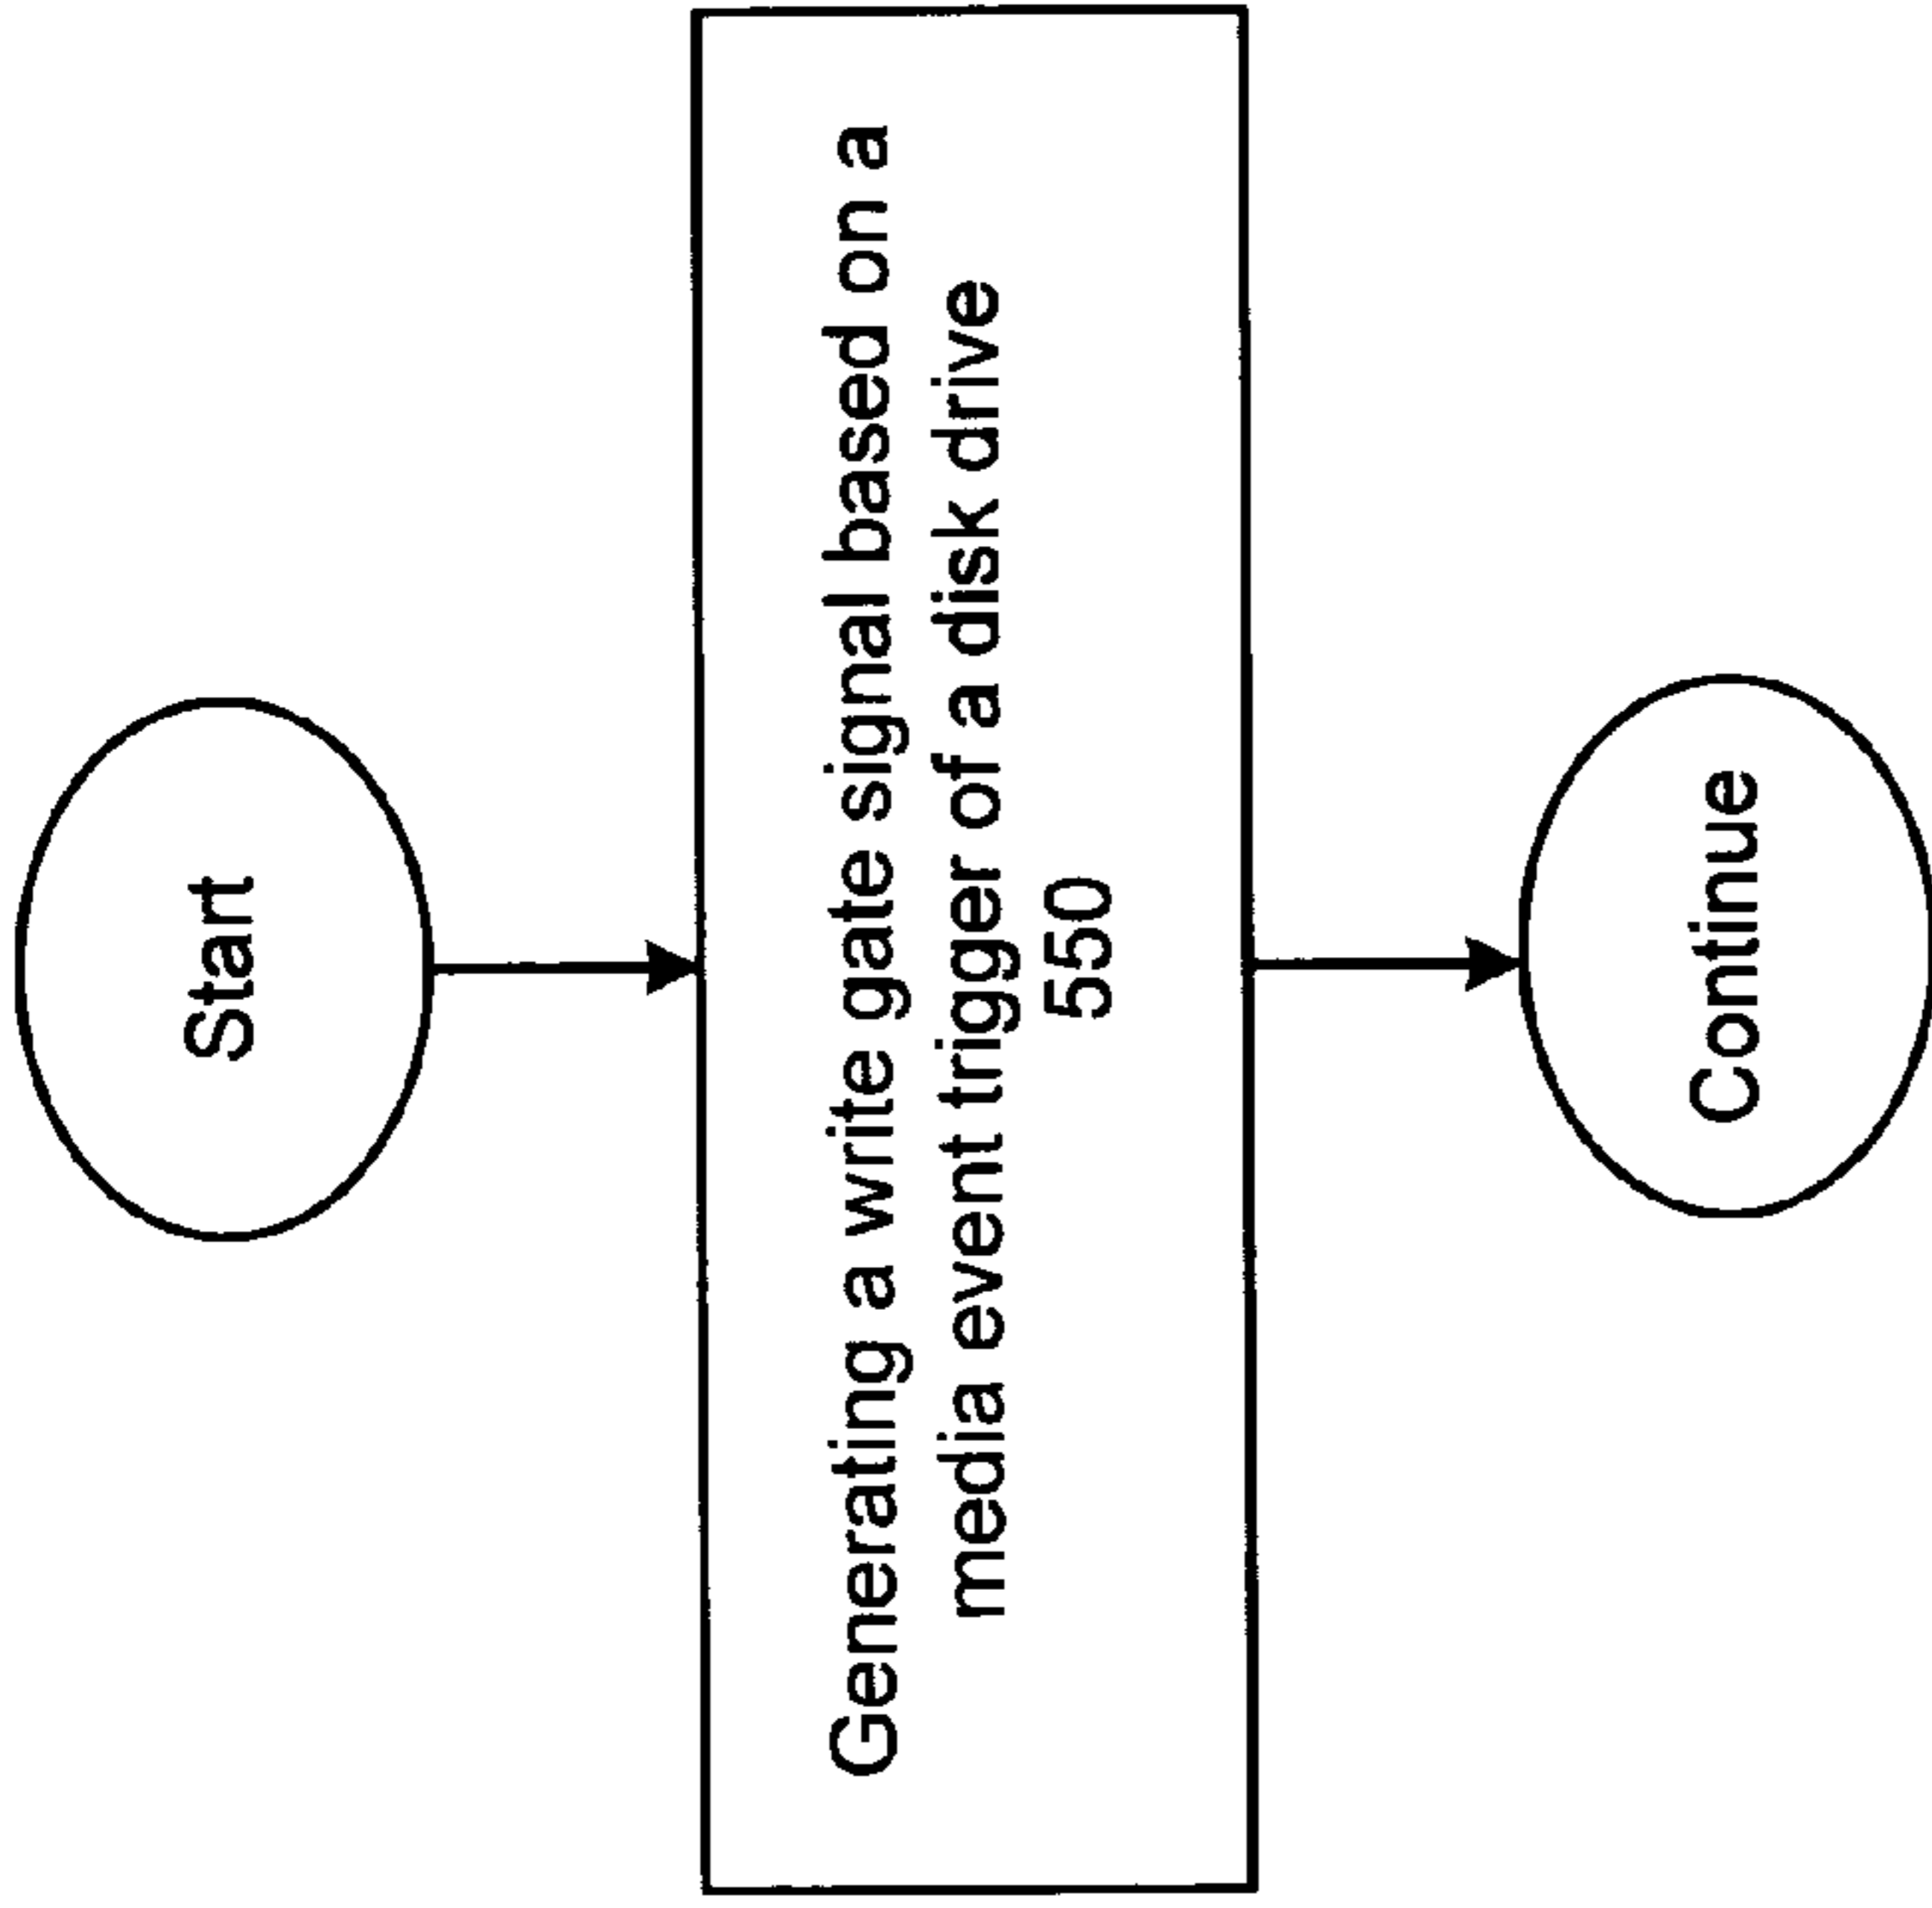 Start
Generating a write gate signal based on a
media event trigger of a disk drive
550
Continue